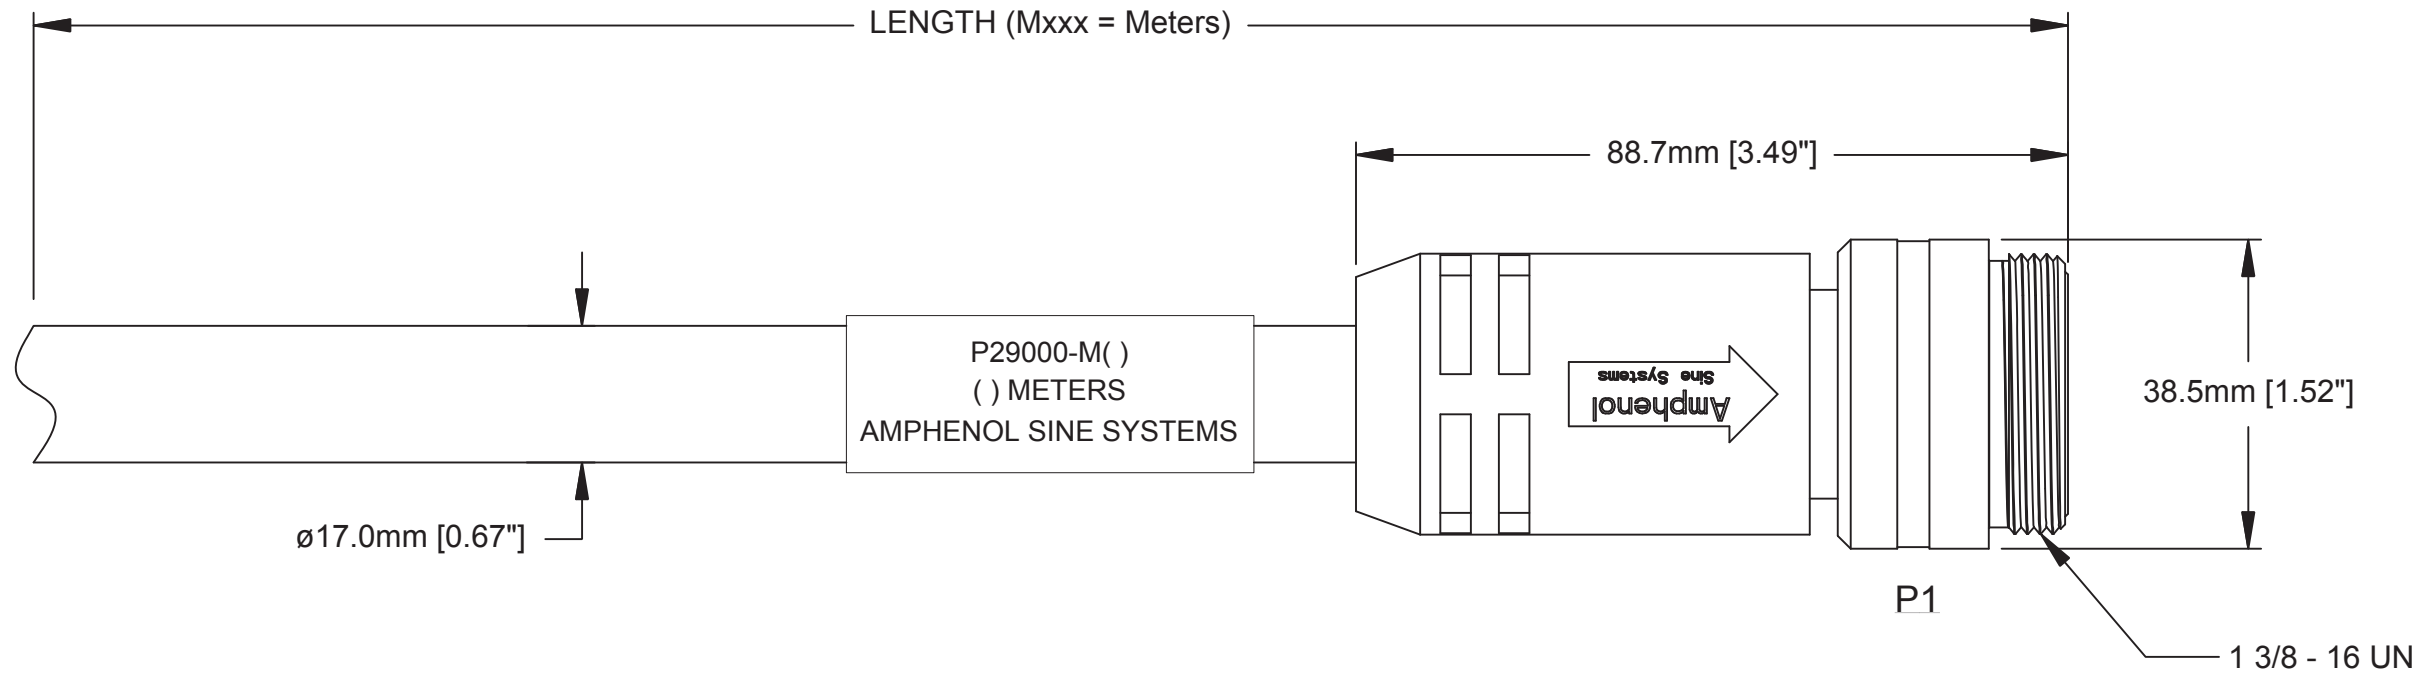 LENGTH (Mxxx = Meters)
88.7mm [3.49"]
P29000-M( )
( ) METERS
AMPHENOL SINE SYSTEMS
Amphenol
Sine Systems
38.5mm [1.52"]
ø17.0mm [0.67"]
P1
1 3/8 - 16 UN